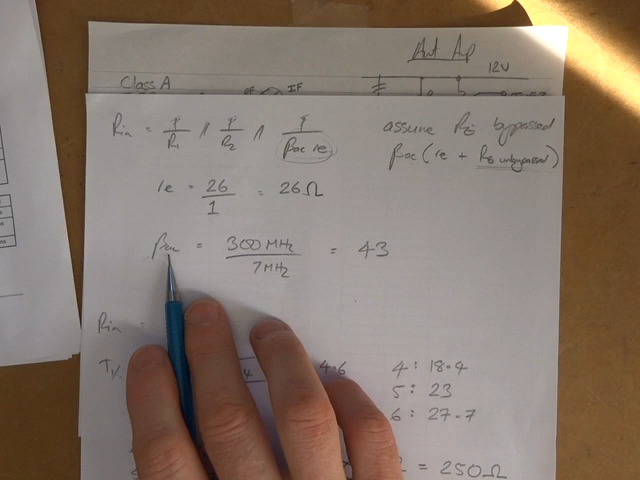 Ant Ap
12V
Class A
IF
Rin = 1/R1 // 1/R2 // 1/βac re
assume RE bypassed
βac (re + RE unbypassed)
re = 26/1 = 26Ω
βac = 300 MHz / 7 MHz = 43
Rin =
4.6
4 : 18.4
5 : 23
6 : 27.7
= 250Ω